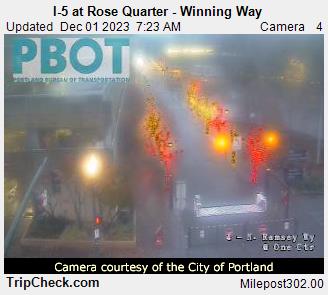 I-5 at Rose Quarter - Winning Way
Updated Dec 01 2023 7:23 AM Camera 4
PBOT
PORTLAND BUREAU OF TRANSPORTATION
- N. Ramsay Wy
@ One Ctr
Camera courtesy of the City of Portland
TripCheck.com Milepost302.00